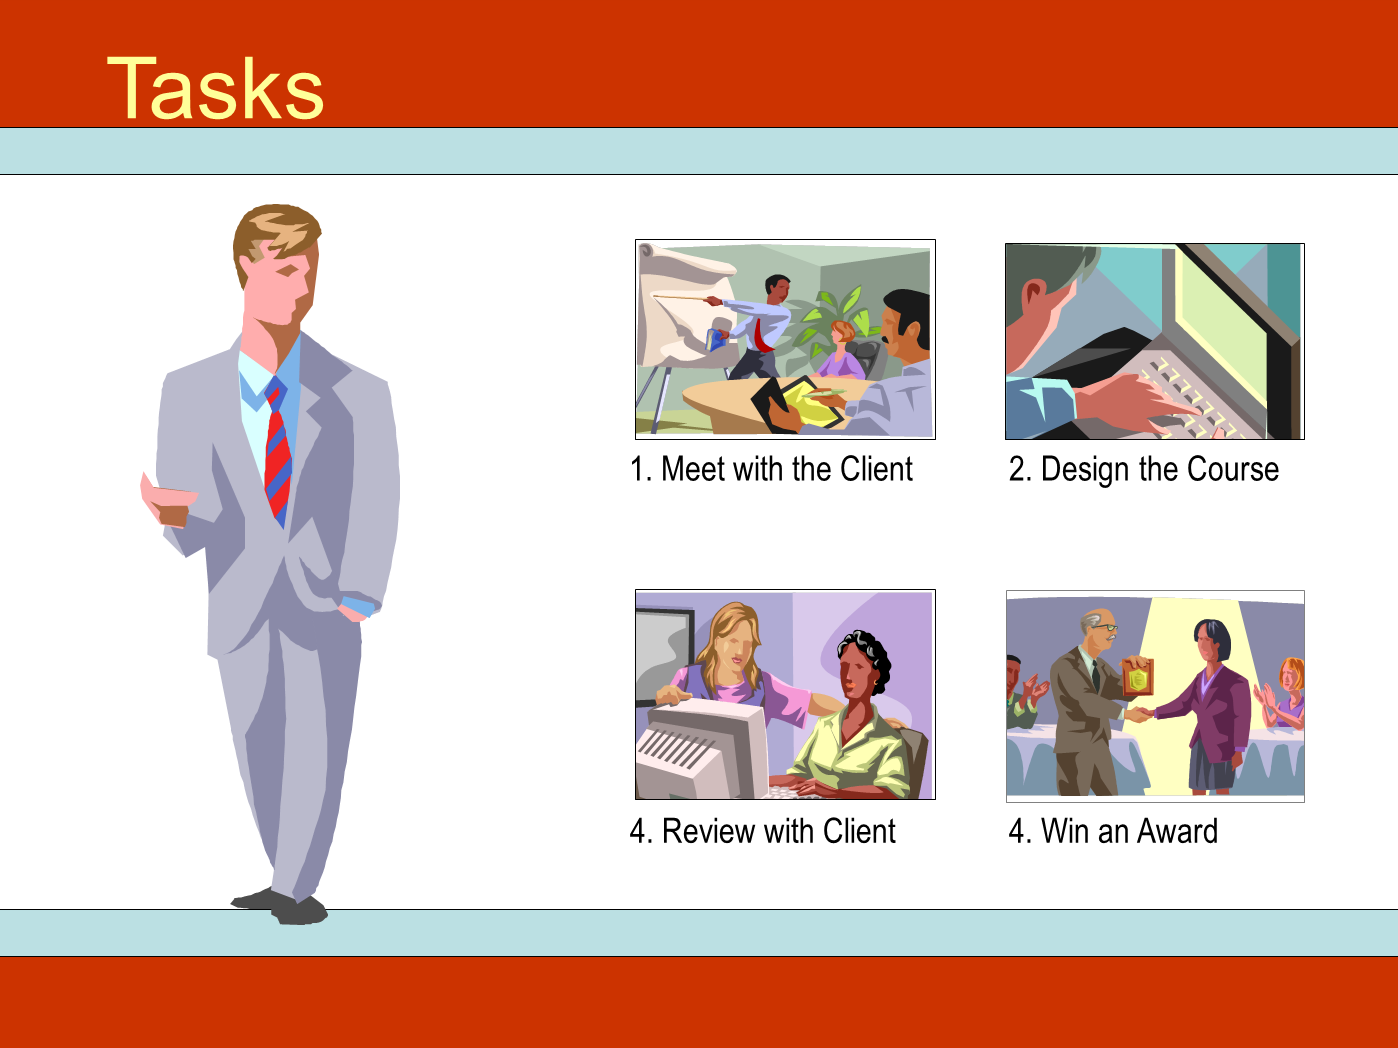 Tasks
1. Meet with the Client
2. Design the Course
4. Review with Client
4. Win an Award